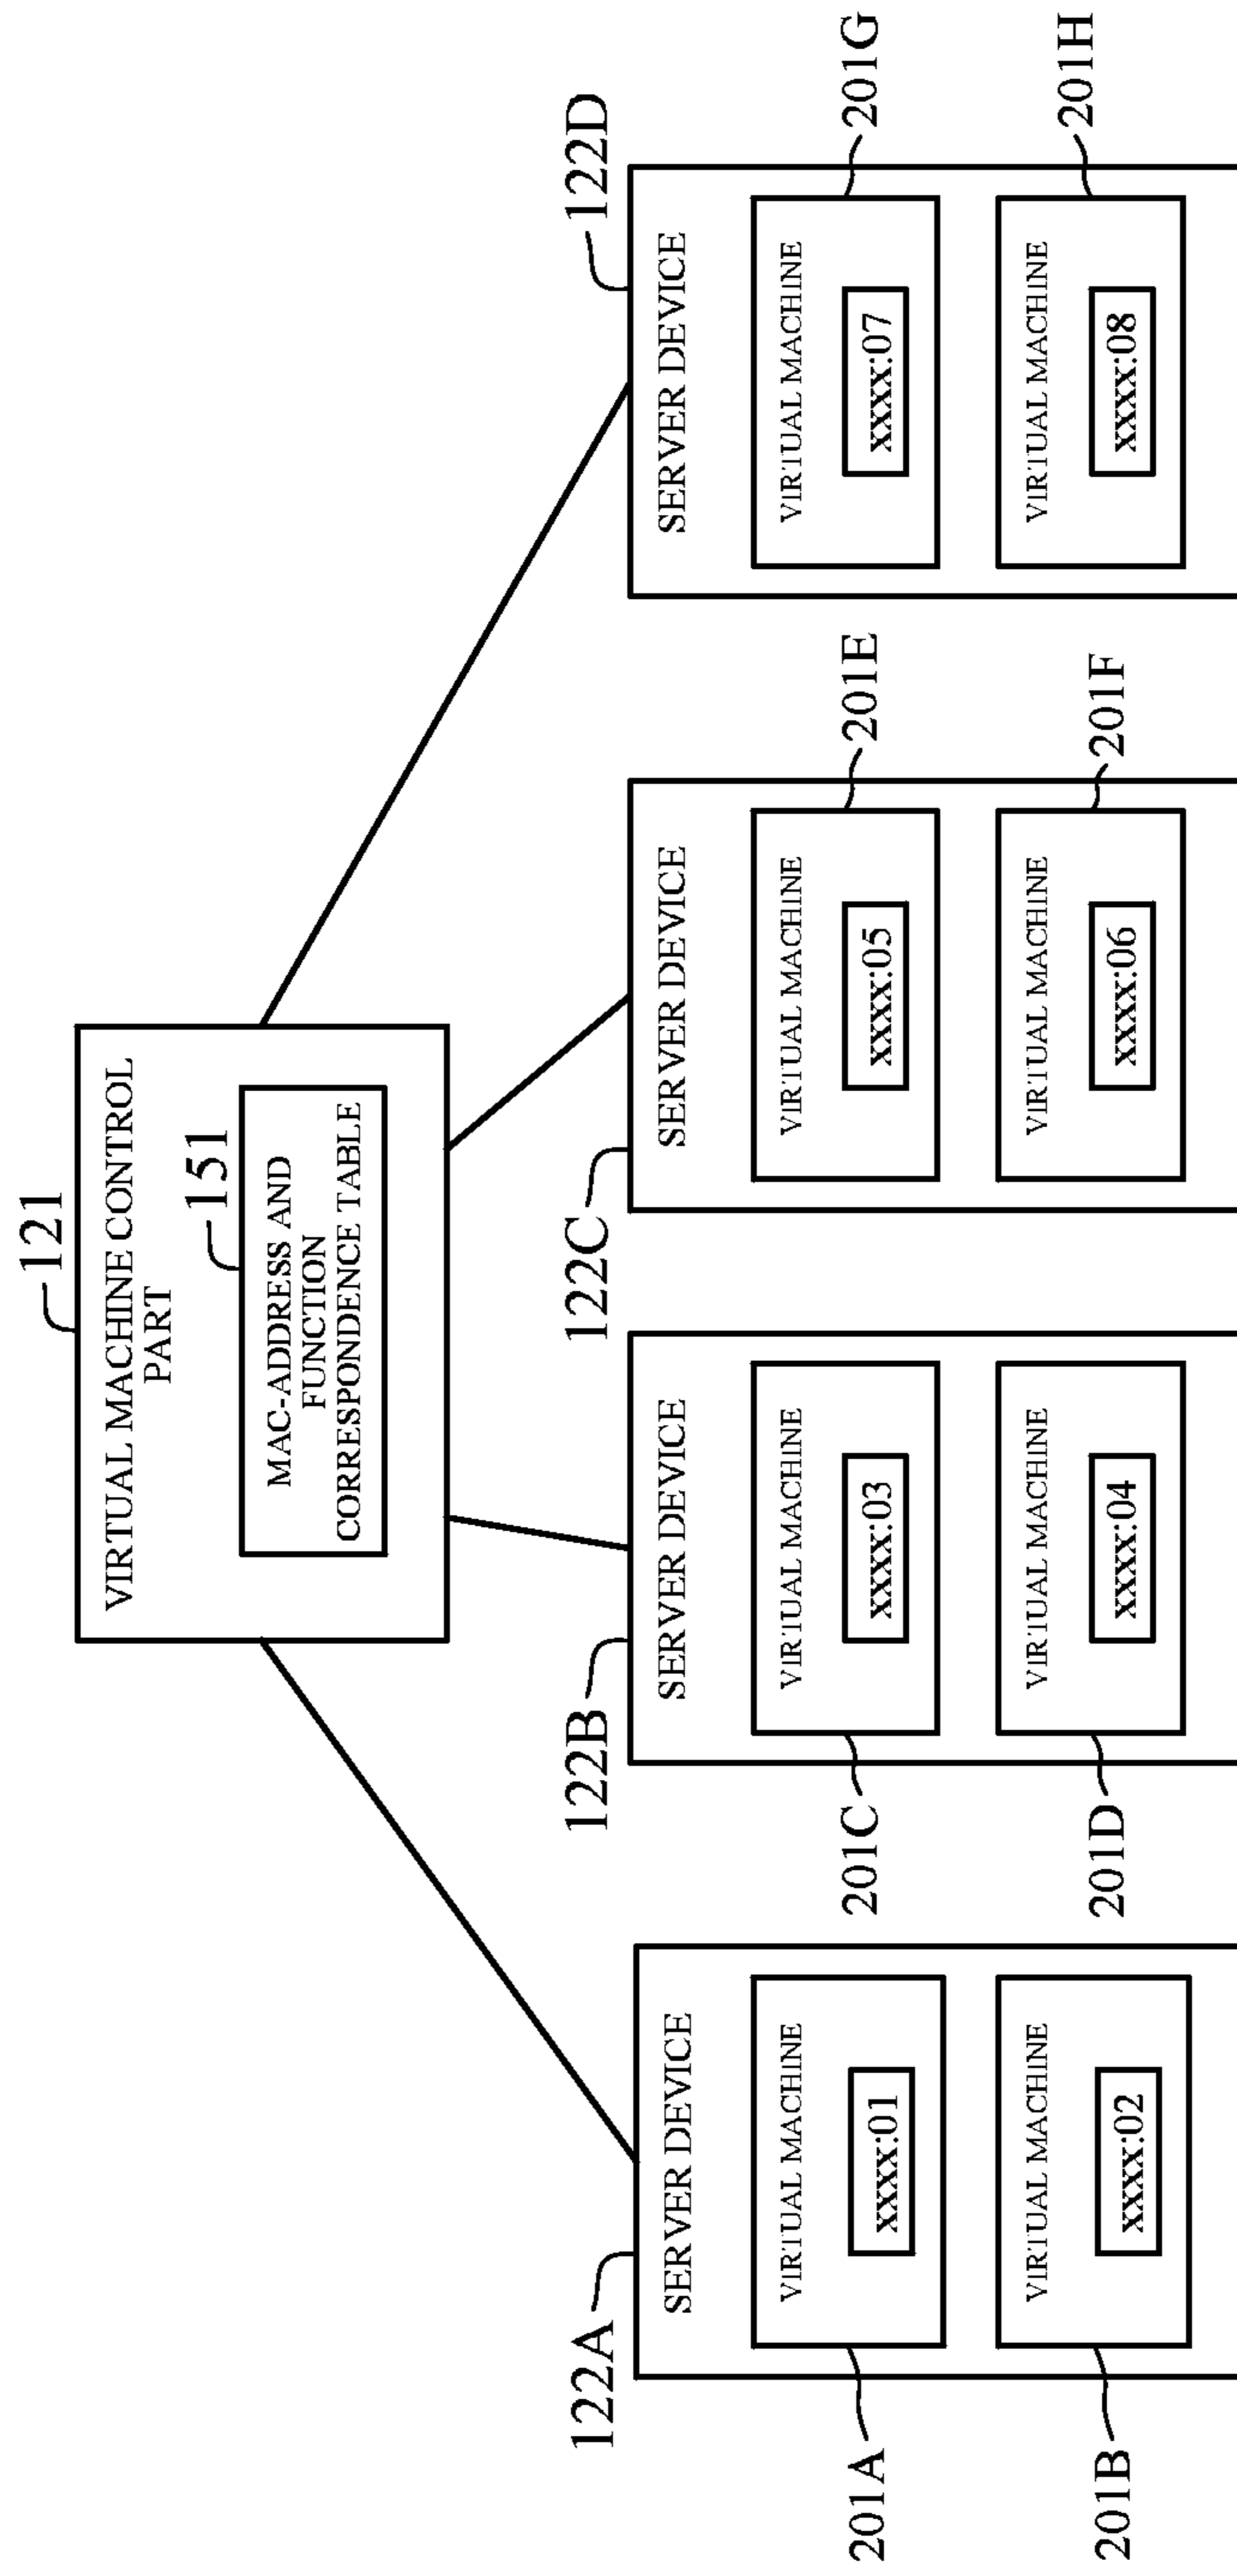 121
VIRTUAL MACHINE CONTROL
PART
151
MAC-ADDRESS AND
FUNCTION
CORRESPONDENCE TABLE
122A
SERVER DEVICE
201A
VIRTUAL MACHINE
xxxx:01
201B
VIRTUAL MACHINE
xxxx:02
122B
SERVER DEVICE
201C
VIRTUAL MACHINE
xxxx:03
201D
VIRTUAL MACHINE
xxxx:04
122C
SERVER DEVICE
201E
VIRTUAL MACHINE
xxxx:05
201F
VIRTUAL MACHINE
xxxx:06
122D
SERVER DEVICE
201G
VIRTUAL MACHINE
xxxx:07
201H
VIRTUAL MACHINE
xxxx:08